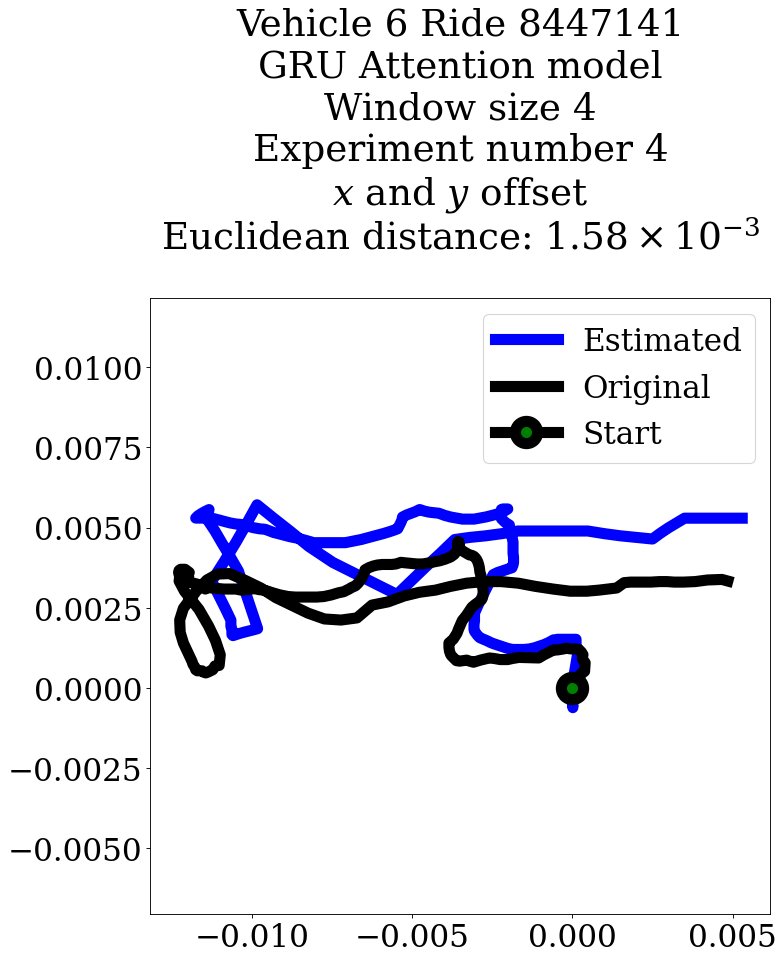 Vehicle 6 Ride 8447141
GRU Attention model
Window size 4
Experiment number 4
x and y offset
Euclidean distance: 1.58 × 10⁻³
Estimated
Original
Start
0.0100
0.0075
0.0050
0.0025
0.0000
−0.0025
−0.0050
−0.010 −0.005 0.000 0.005